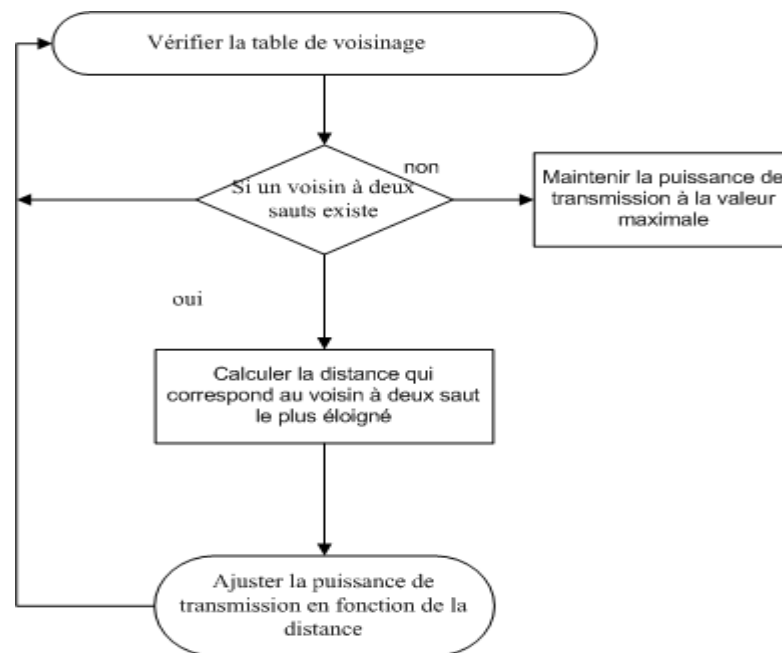 Vérifier la table de voisinage
non
Si un voisin à deux
sauts existe
Maintenir la puissance de
transmission à la valeur
maximale
oui
Calculer la distance qui
correspond au voisin à deux saut
le plus éloigné
Ajuster la puissance de
transmission en fonction de la
distance